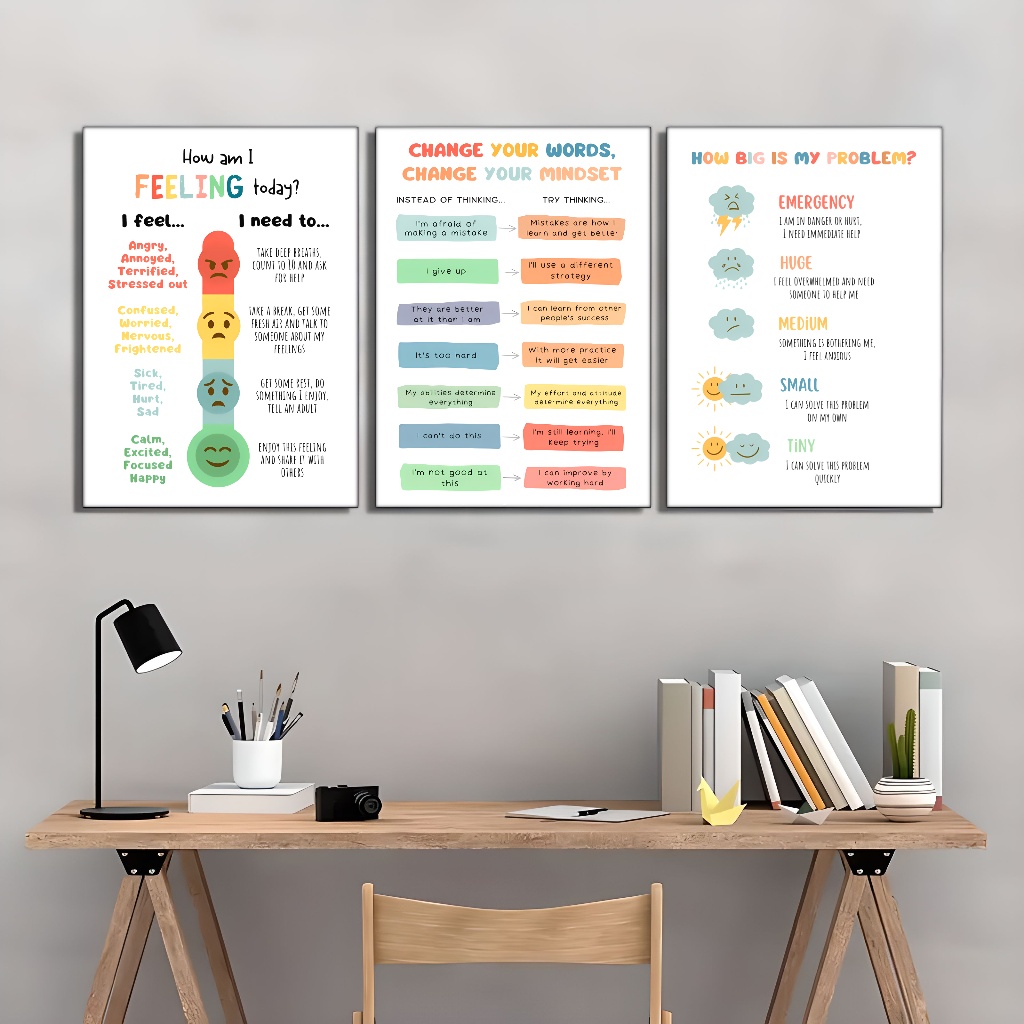 How am I
FEELING today?
I feel...
I need to...
Angry,
Annoyed,
Terrified,
Stressed out
TAKE DEEP BREATHS,
COUNT TO 10 AND ASK
FOR HELP
Confused,
Worried,
Nervous,
Frightened
TAKE A BREAK, GET SOME
FRESH AIR AND TALK TO
SOMEONE ABOUT MY
FEELINGS
Sick,
Tired,
Hurt,
Sad
GET SOME REST, DO
SOMETHING I ENJOY,
TELL AN ADULT
Calm,
Excited,
Focused
Happy
ENJOY THIS FEELING
AND SHARE IT WITH
OTHERS
CHANGE YOUR WORDS,
CHANGE YOUR MINDSET
INSTEAD OF THINKING...
TRY THINKING...
I'm afraid of
making a mistake
Mistakes are how I
learn and get better
I give up
I'll use a different
strategy
They are better
at it than I am
I can learn from other
people's success
It's too hard
With more practice
it will get easier
My abilities determine
everything
My effort and attitude
determine everything
can't do this
I'm still learning, I'll
keep trying
I'm not good at
this
I can improve by
working hard
HOW BIG IS MY PROBLEM?
EMERGENCY
I AM IN DANGER OR HURT,
I NEED IMMEDIATE HELP
HUGE
I FEEL OVERWHELMED AND NEED
SOMEONE TO HELP ME
MEDiUM
SOMETHING IS BOTHERING ME,
I FEEL ANXIOUS
SMALL
I CAN SOLVE THIS PROBLEM
ON MY OWN
TiNY
I CAN SOLVE THIS PROBLEM
QUICKLY